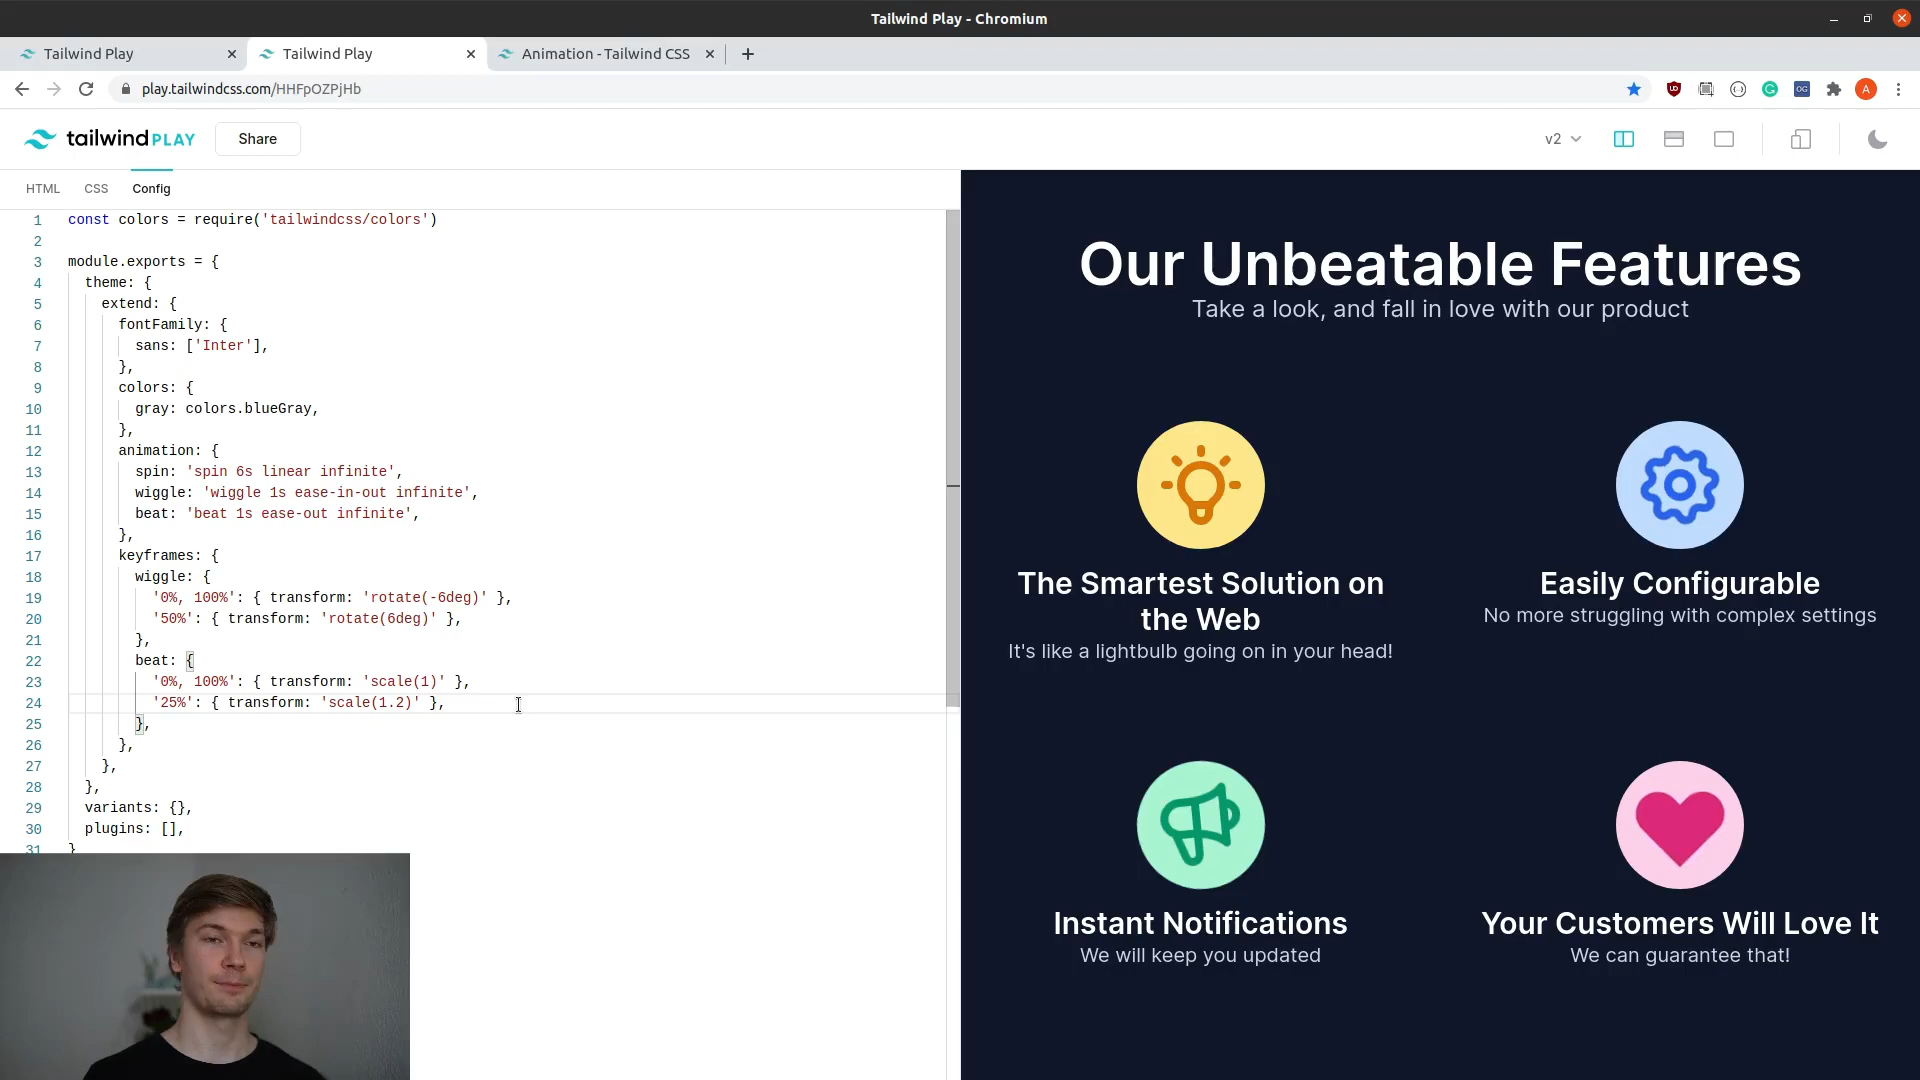 Tailwind Play - Chromium
Tailwind Play
Tailwind Play
Animation - Tailwind CSS
play.tailwindcss.com/HHFpOZPjHb
A
tailwind PLAY
Share
v2
HTML CSS Config
1 const colors = require('tailwindcss/colors')
2
3 module.exports = {
4 theme: {
5 extend: {
6 fontFamily: {
7 sans: ['Inter'],
8 },
9 colors: {
10 gray: colors.blueGray,
11 },
12 animation: {
13 spin: 'spin 6s linear infinite',
14 wiggle: 'wiggle 1s ease-in-out infinite',
15 beat: 'beat 1s ease-out infinite',
16 },
17 keyframes: {
18 wiggle: {
19 '0%, 100%': { transform: 'rotate(-6deg)' },
20 '50%': { transform: 'rotate(6deg)' },
21 },
22 beat: {
23 '0%, 100%': { transform: 'scale(1)' },
24 '25%': { transform: 'scale(1.2)' },
25 },
26 },
27 },
28 },
29 variants: {},
30 plugins: [],
31 }
Our Unbeatable Features
Take a look, and fall in love with our product
The Smartest Solution on
the Web
It's like a lightbulb going on in your head!
Easily Configurable
No more struggling with complex settings
Instant Notifications
We will keep you updated
Your Customers Will Love It
We can guarantee that!